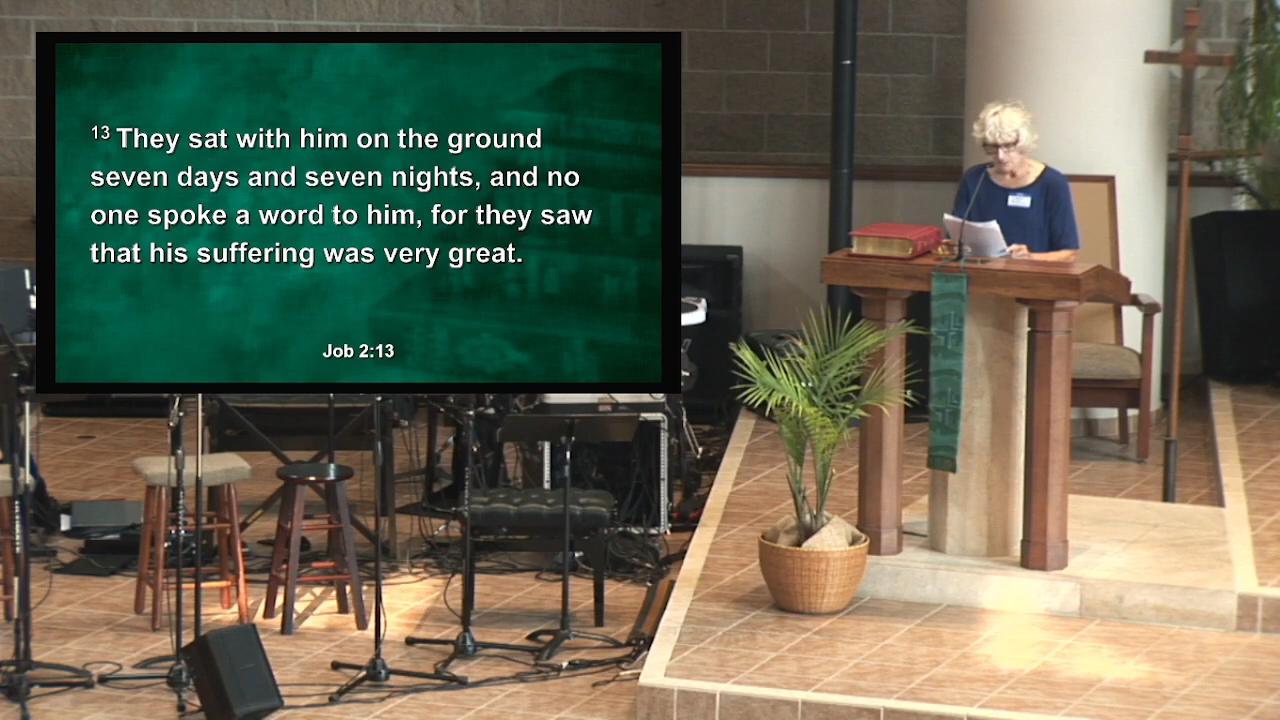 13 They sat with him on the ground
seven days and seven nights, and no
one spoke a word to him, for they saw
that his suffering was very great.
Job 2:13